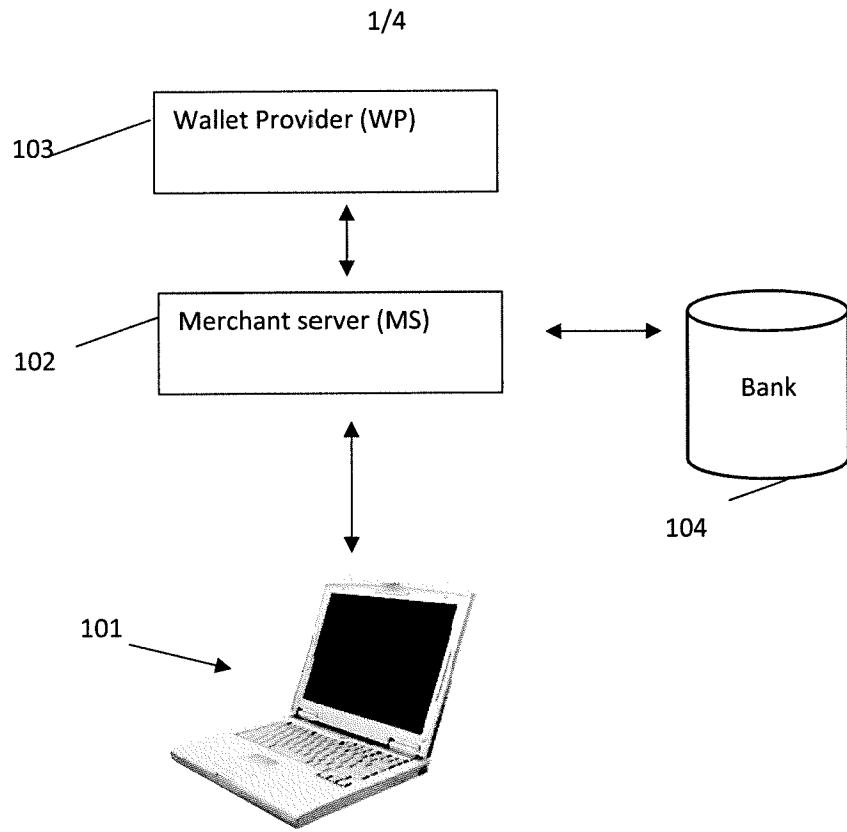 1/4
Wallet Provider (WP)
103
Merchant server (MS)
102
Bank
104
101